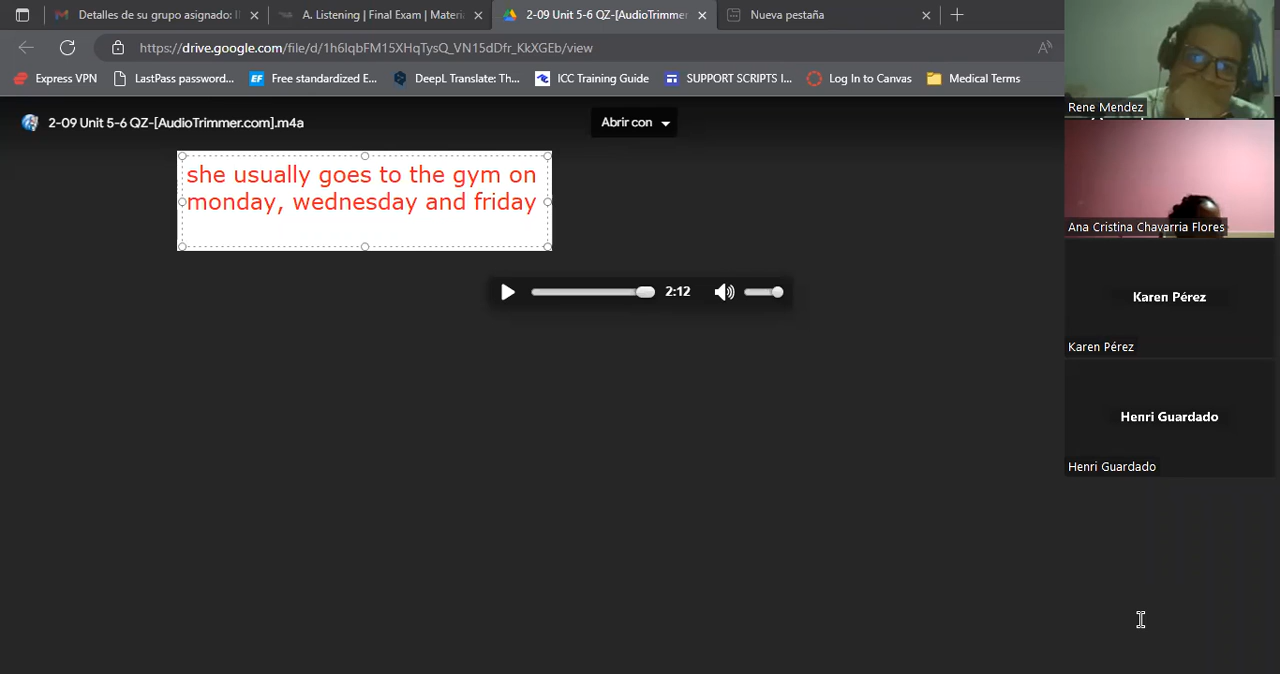 Detalles de su grupo asignado: I
A. Listening | Final Exam | Materia
2-09 Unit 5-6 QZ-[AudioTrimmer
Nueva pestaña
https://drive.google.com/file/d/1h6lqbFM15XHqTysQ_VN15dDfr_KkXGEb/view
Express VPN
LastPass password...
EF Free standardized E...
DeepL Translate: Th...
ICC Training Guide
SUPPORT SCRIPTS I...
Log In to Canvas
Medical Terms
2-09 Unit 5-6 QZ-[AudioTrimmer.com].m4a
Abrir con
she usually goes to the gym on
monday, wednesday and friday
2:12
Rene Mendez
Ana Cristina Chavarria Flores
Karen Pérez
Karen Pérez
Henri Guardado
Henri Guardado